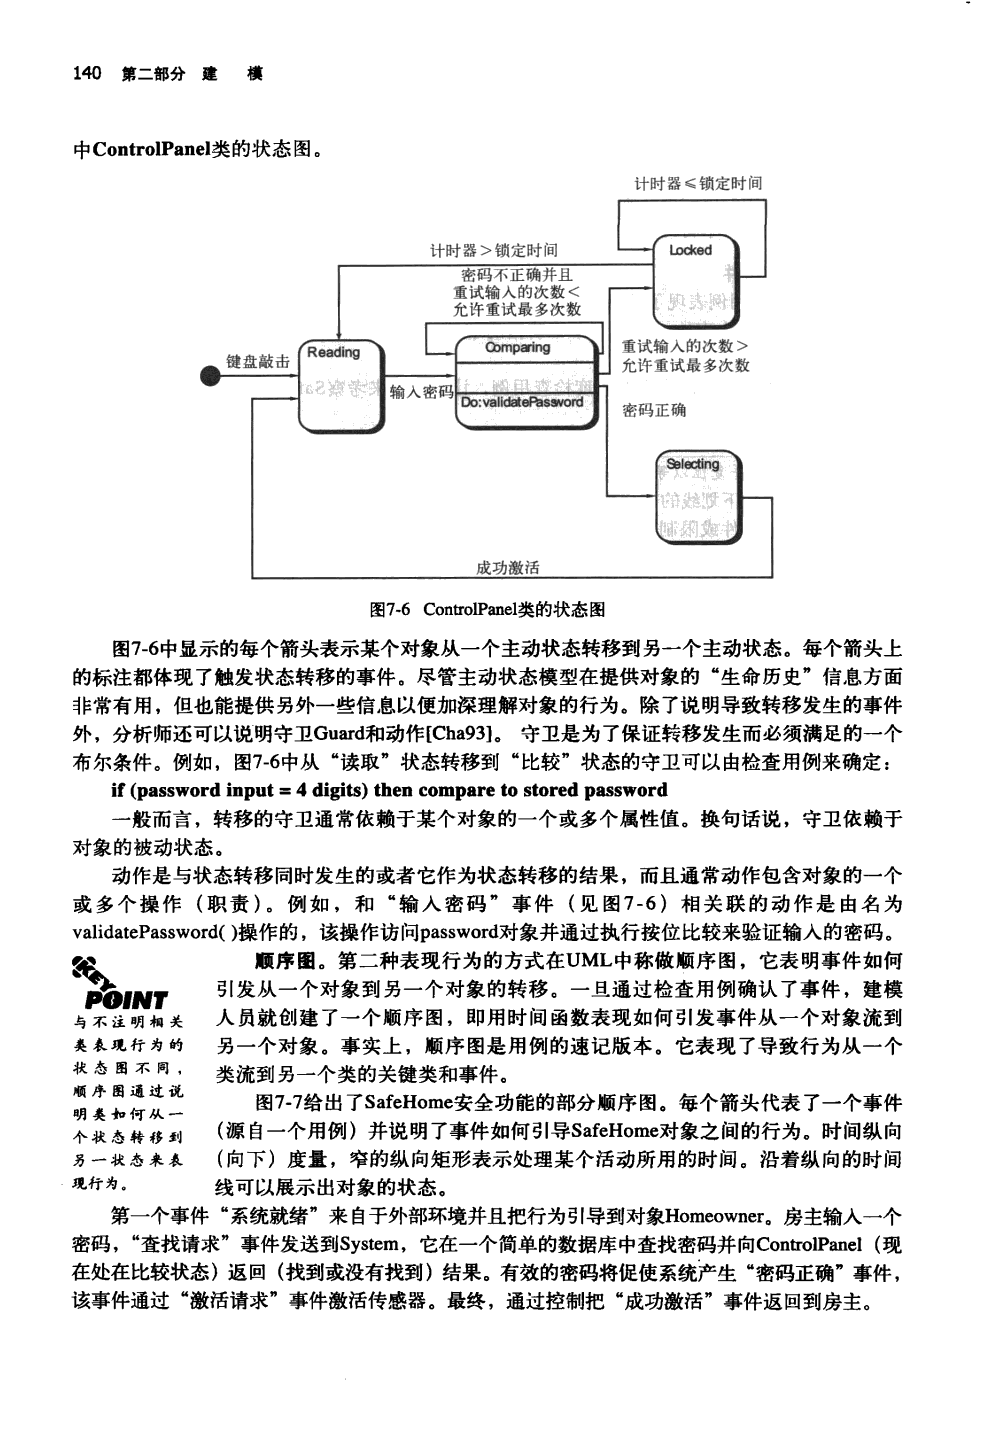 140 第二部分 建 模
中ControlPanel类的状态图。
计时器≤锁定时间
计时器>锁定时间
Locked
密码不正确并且
重试输入的次数<
允许重试最多次数
键盘敲击
Reading
输入密码
Comparing
Do:validatePassword
重试输入的次数>
允许重试最多次数
密码正确
Selecting
成功激活
图7-6 ControlPanel类的状态图
图7-6中显示的每个箭头表示某个对象从一个主动状态转移到另一个主动状态。每个箭头上
的标注都体现了触发状态转移的事件。尽管主动状态模型在提供对象的“生命历史”信息方面
非常有用，但也能提供另外一些信息以便加深理解对象的行为。除了说明导致转移发生的事件
外，分析师还可以说明守卫Guard和动作[Cha93]。 守卫是为了保证转移发生而必须满足的一个
布尔条件。例如，图7-6中从“读取”状态转移到“比较”状态的守卫可以由检查用例来确定：
if (password input = 4 digits) then compare to stored password
一般而言，转移的守卫通常依赖于某个对象的一个或多个属性值。换句话说，守卫依赖于
对象的被动状态。
动作是与状态转移同时发生的或者它作为状态转移的结果，而且通常动作包含对象的一个
或多个操作（职责）。例如，和“输入密码”事件（见图7-6）相关联的动作是由名为
validatePassword( )操作的，该操作访问password对象并通过执行按位比较来验证输入的密码。
KEY
POINT
与不注明相关
类表现行为的
状态图不同，
顺序图通过说
明类如何从一
个状态转移到
另一状态来表
现行为。
顺序图。第二种表现行为的方式在UML中称做顺序图，它表明事件如何
引发从一个对象到另一个对象的转移。一旦通过检查用例确认了事件，建模
人员就创建了一个顺序图，即用时间函数表现如何引发事件从一个对象流到
另一个对象。事实上，顺序图是用例的速记版本。它表现了导致行为从一个
类流到另一个类的关键类和事件。
图7-7给出了SafeHome安全功能的部分顺序图。每个箭头代表了一个事件
（源自一个用例）并说明了事件如何引导SafeHome对象之间的行为。时间纵向
（向下）度量，窄的纵向矩形表示处理某个活动所用的时间。沿着纵向的时间
线可以展示出对象的状态。
第一个事件“系统就绪”来自于外部环境并且把行为引导到对象Homeowner。房主输入一个
密码，“查找请求”事件发送到System，它在一个简单的数据库中查找密码并向ControlPanel（现
在处在比较状态）返回（找到或没有找到）结果。有效的密码将促使系统产生“密码正确”事件，
该事件通过“激活请求”事件激活传感器。最终，通过控制把“成功激活”事件返回到房主。